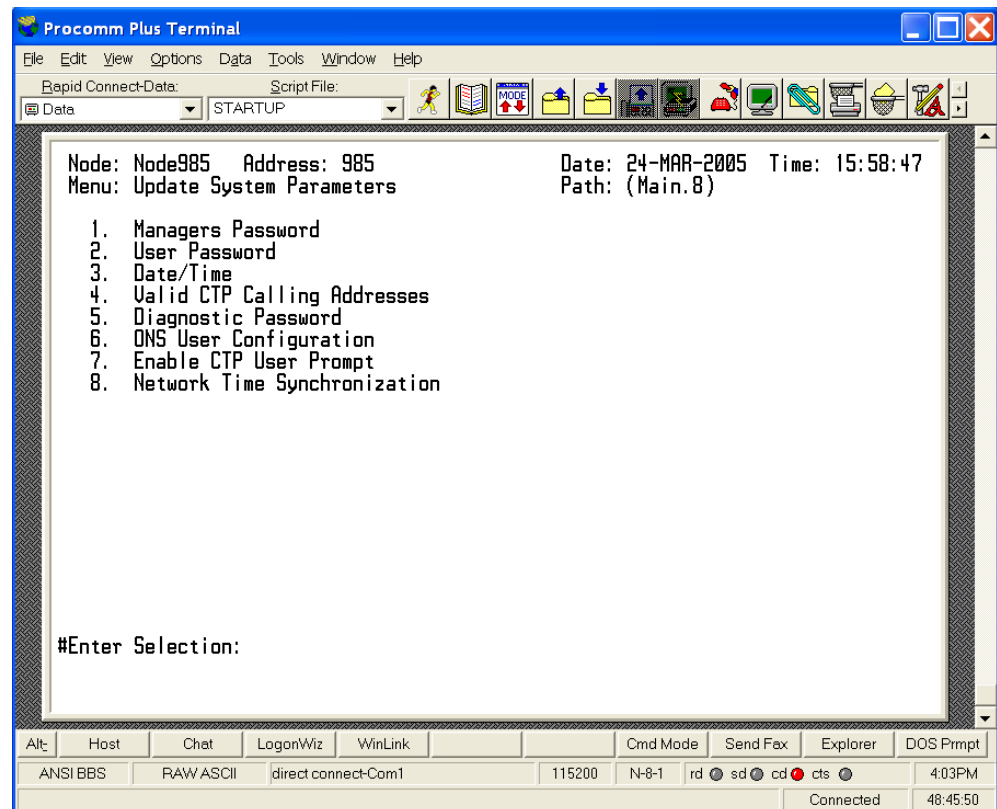 Procomm Plus Terminal
File Edit View Options Data Tools Window Help
Rapid Connect-Data: Script File:
Data STARTUP MODE
Node: Node985 Address: 985 Date: 24-MAR-2005 Time: 15:58:47
Menu: Update System Parameters Path: (Main.8)
1. Managers Password
2. User Password
3. Date/Time
4. Valid CTP Calling Addresses
5. Diagnostic Password
6. ONS User Configuration
7. Enable CTP User Prompt
8. Network Time Synchronization
#Enter Selection:
Alt- Host Chat LogonWiz WinLink Cmd Mode Send Fax Explorer DOS Prmpt
ANSI BBS RAW ASCII direct connect-Com1 115200 N-8-1 rd sd cd cts 4:03PM
Connected 48:45:50